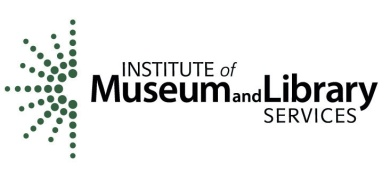 INSTITUTE of
Museum and Library
SERVICES